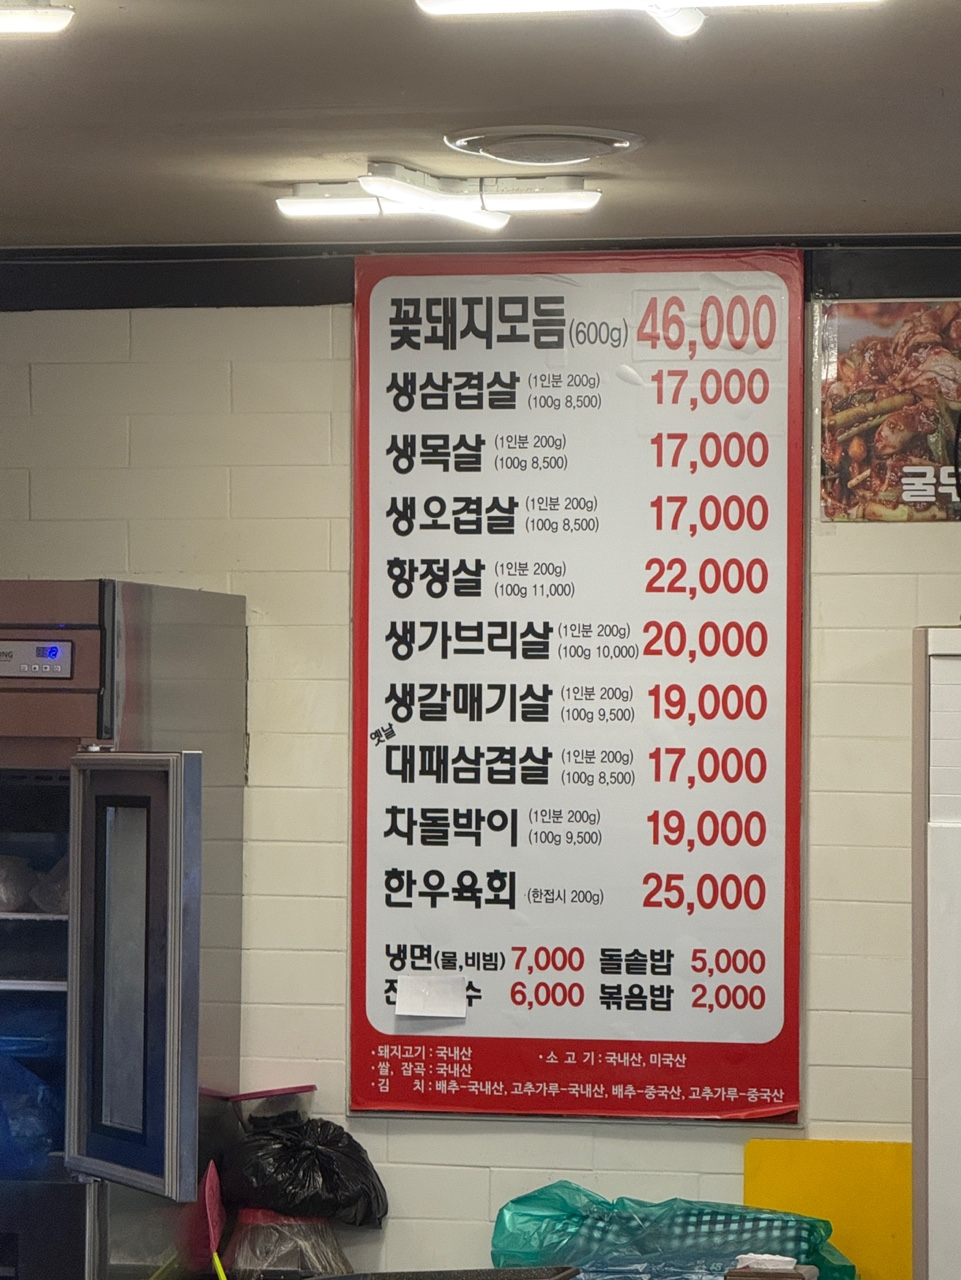 꽃돼지모듬(600g) 46,000
생삼겹살 (1인분 200g) (100g 8,500) 17,000
생목살 (1인분 200g) (100g 8,500) 17,000
생오겹살 (1인분 200g) (100g 8,500) 17,000
항정살 (1인분 200g) (100g 11,000) 22,000
생가브리살 (1인분 200g) (100g 10,000) 20,000
생갈매기살 (1인분 200g) (100g 9,500) 19,000
옛날 대패삼겹살 (1인분 200g) (100g 8,500) 17,000
차돌박이 (1인분 200g) (100g 9,500) 19,000
한우육회 (한접시 200g) 25,000
냉면(물,비빔) 7,000 돌솥밥 5,000
수 6,000 볶음밥 2,000
·돼지고기 : 국내산 ·소 고 기 : 국내산, 미국산
·쌀, 잡곡 : 국내산
·김 치 : 배추-국내산, 고추가루-국내산, 배추-중국산, 고추가루-중국산